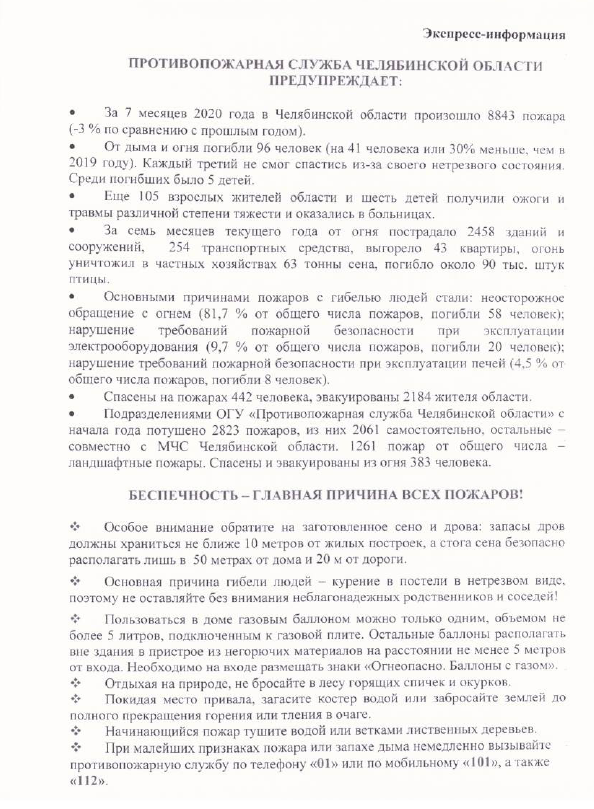 Экспресс-информация
ПРОТИВОПОЖАРНАЯ СЛУЖБА ЧЕЛЯБИНСКОЙ ОБЛАСТИ
ПРЕДУПРЕЖДАЕТ:
• За 7 месяцев 2020 года в Челябинской области произошло 8843 пожара
(-3 % по сравнению с прошлым годом).
• От дыма и огня погибли 96 человек (на 41 человека или 30% меньше, чем в
2019 году). Каждый третий не смог спастись из-за своего нетрезвого состояния.
Среди погибших было 5 детей.
• Еще 105 взрослых жителей области и шесть детей получили ожоги и
травмы различной степени тяжести и оказались в больницах.
• За семь месяцев текущего года от огня пострадало 2458 зданий и
сооружений, 254 транспортных средства, выгорело 43 квартиры, огонь
уничтожил в частных хозяйствах 63 тонны сена, погибло около 90 тыс. штук
птицы.
• Основными причинами пожаров с гибелью людей стали: неосторожное
обращение с огнем (81,7 % от общего числа пожаров, погибли 58 человек);
нарушение требований пожарной безопасности при эксплуатации
электрооборудования (9,7 % от общего числа пожаров, погибли 20 человек);
нарушение требований пожарной безопасности при эксплуатации печей (4,5 % от
общего числа пожаров, погибли 8 человек).
• Спасены на пожарах 442 человека, эвакуированы 2184 жителя области.
• Подразделениями ОГУ «Противопожарная служба Челябинской области» с
начала года потушено 2823 пожаров, из них 2061 самостоятельно, остальные –
совместно с МЧС Челябинской области. 1261 пожар от общего числа –
ландшафтные пожары. Спасены и эвакуированы из огня 383 человека.
БЕСПЕЧНОСТЬ – ГЛАВНАЯ ПРИЧИНА ВСЕХ ПОЖАРОВ!
❖ Особое внимание обратите на заготовленное сено и дрова: запасы дров
должны храниться не ближе 10 метров от жилых построек, а стога сена безопасно
располагать лишь в 50 метрах от дома и 20 м от дороги.
❖ Основная причина гибели людей – курение в постели в нетрезвом виде,
поэтому не оставляйте без внимания неблагонадежных родственников и соседей!
❖ Пользоваться в доме газовым баллоном можно только одним, объемом не
более 5 литров, подключенным к газовой плите. Остальные баллоны располагать
вне здания в пристрое из негорючих материалов на расстоянии не менее 5 метров
от входа. Необходимо на входе размещать знаки «Огнеопасно. Баллоны с газом».
❖ Отдыхая на природе, не бросайте в лесу горящих спичек и окурков.
❖ Покидая место привала, загасите костер водой или забросайте землей до
полного прекращения горения или тления в очаге.
❖ Начинающийся пожар тушите водой или ветками лиственных деревьев.
❖ При малейших признаках пожара или запахе дыма немедленно вызывайте
противопожарную службу по телефону «01» или по мобильному «101», а также
«112».